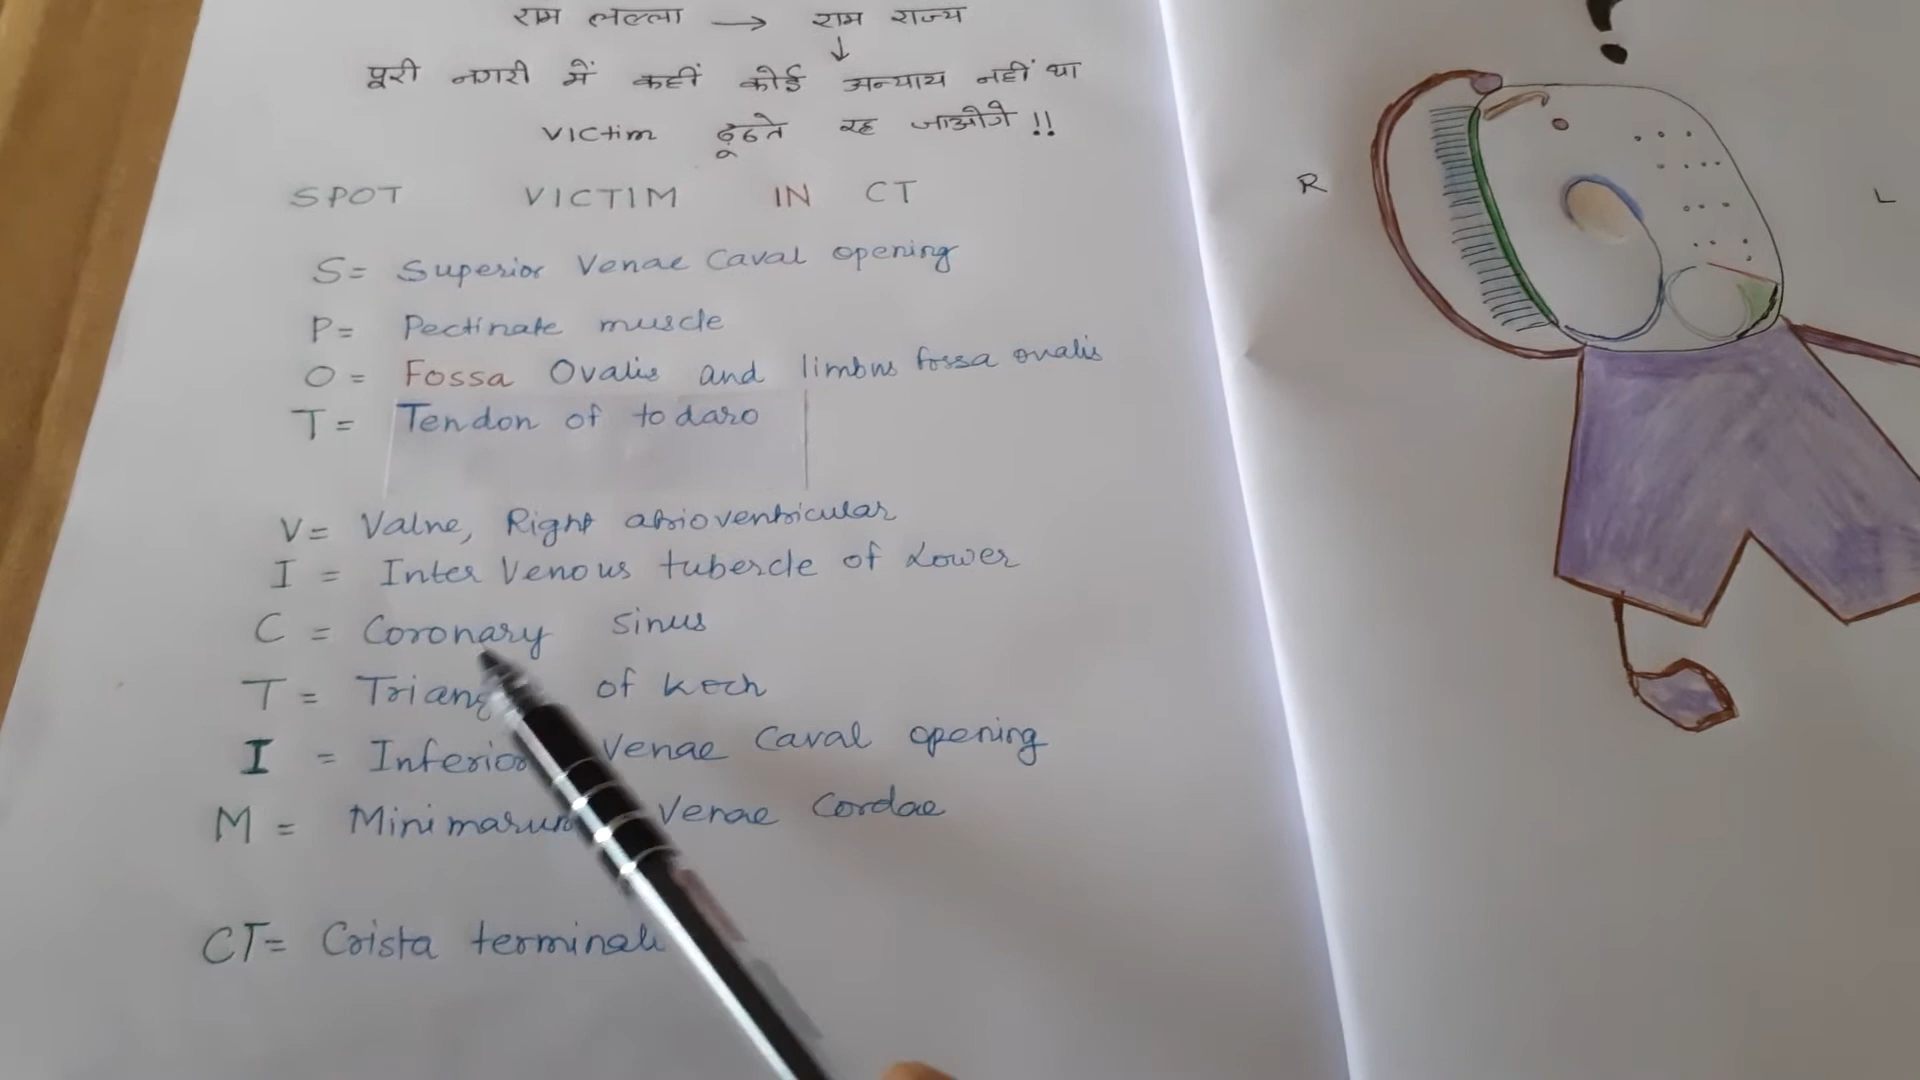 राम लल्ला → राम राज्य
↓
पूरी नगरी में कहीं कोई अन्याय नहीं था
victim ढूढते रह जाओगे !!
SPOT VICTIM IN CT
S= Superior Venae Caval opening
P= Pectinate muscle
O= Fossa Ovalis and limbus fossa ovalis
T= Tendon of todaro
V= Valve, Right atrioventricular
I = Inter Venous tubercle of Lower
C = Coronary sinus
T = of Koch
I = Inferior Venae Caval opening
M = Venae Cordae
CT= Crista
?
R
L